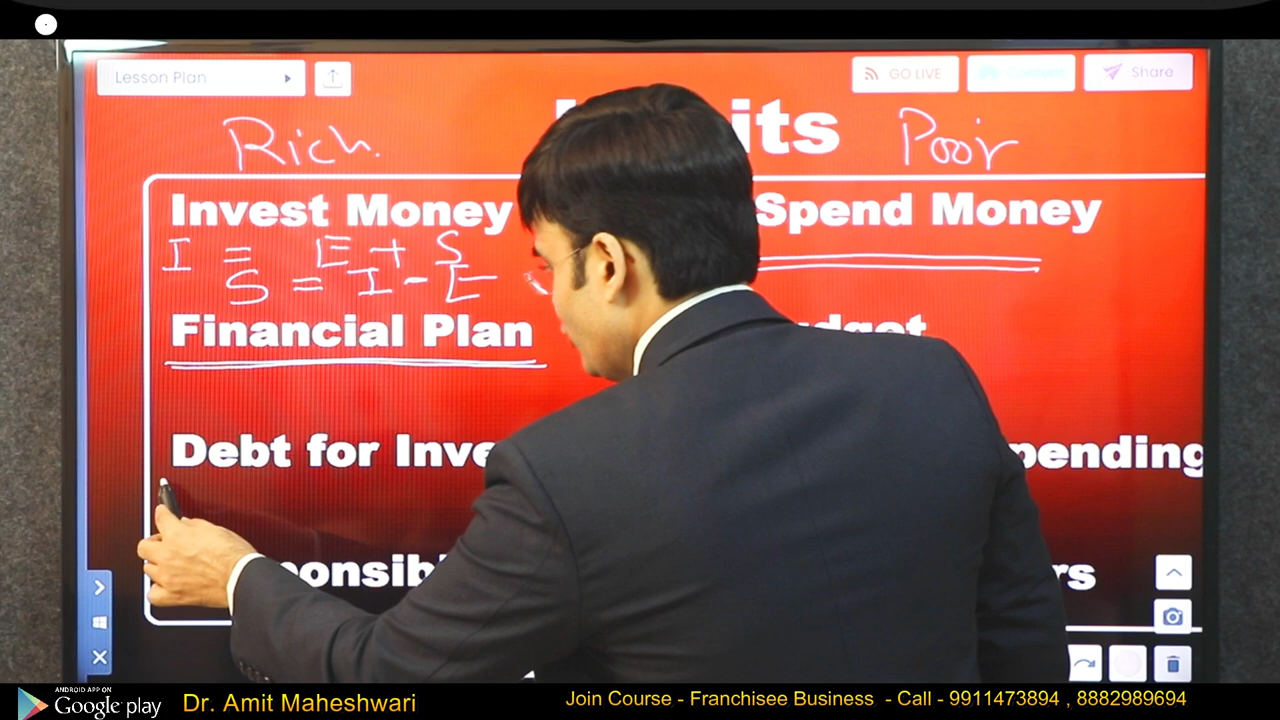 Lesson Plan
GO LIVE
Share
its
Rich.
Poor
Invest Money
Spend Money
I = E + S
S = I - E
Financial Plan
Debt for Inve
pending
onsib
rs
ANDROID APP ON
Google play
Dr. Amit Maheshwari
Join Course - Franchisee Business - Call - 9911473894 , 8882989694